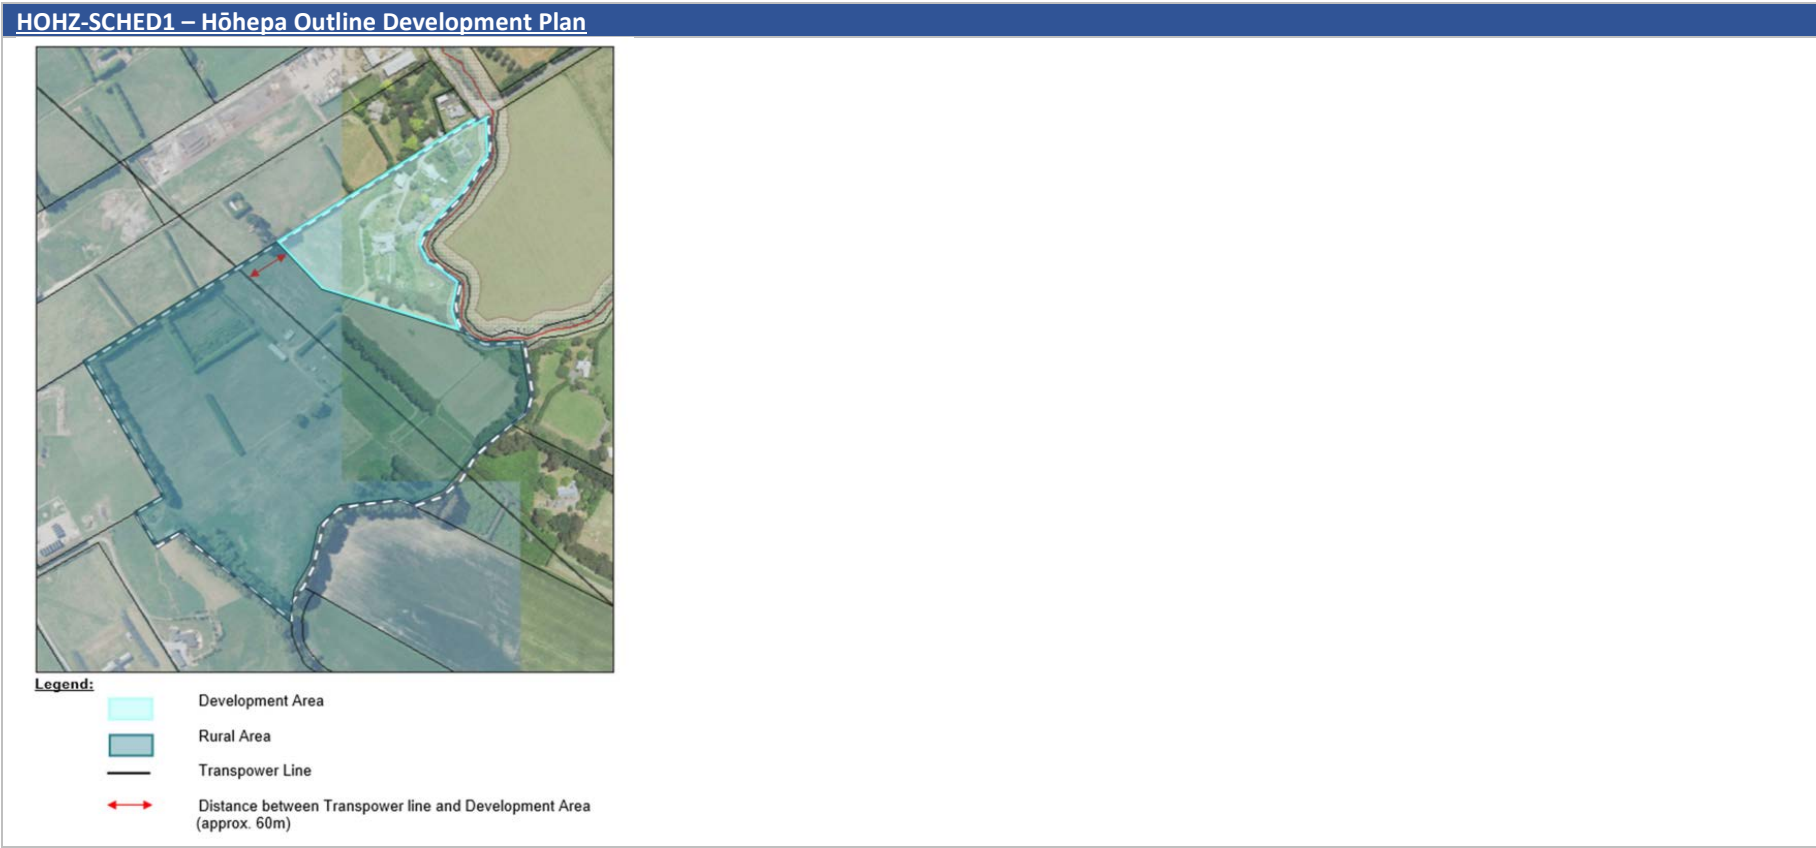 HOHZ-SCHED1 – Hōhepa Outline Development Plan
Legend:
Development Area
Rural Area
Transpower Line
Distance between Transpower line and Development Area
(approx. 60m)